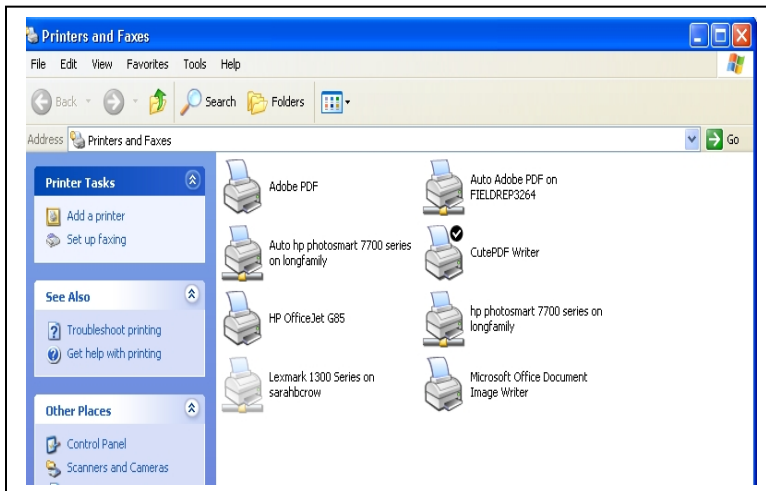 Printers and Faxes
File Edit View Favorites Tools Help
Back Search Folders
Address Printers and Faxes Go
Printer Tasks
Add a printer
Set up faxing
See Also
Troubleshoot printing
Get help with printing
Other Places
Control Panel
Scanners and Cameras
Adobe PDF
Auto Adobe PDF on
FIELDREP3264
Auto hp photosmart 7700 series
on longfamily
CutePDF Writer
HP OfficeJet G85
hp photosmart 7700 series on
longfamily
Lexmark 1300 Series on
sarahbcrow
Microsoft Office Document
Image Writer